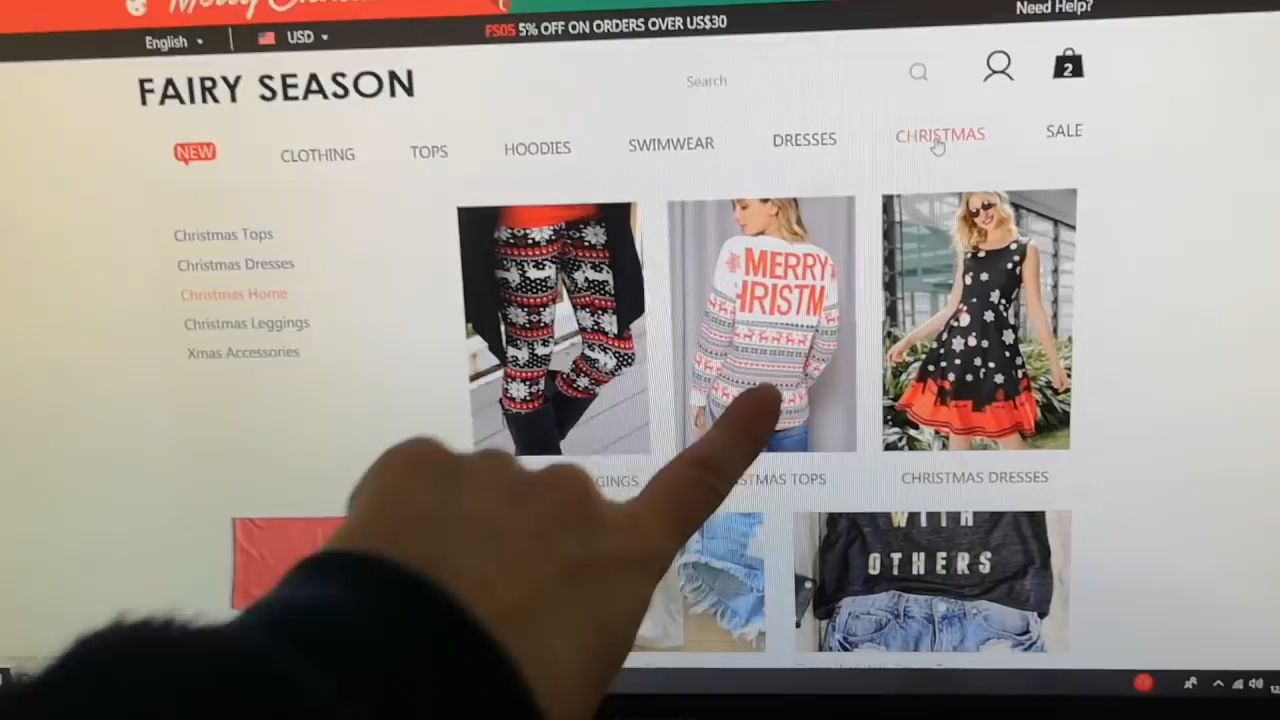 Merry
Need Help?
English
USD
FS05 5% OFF ON ORDERS OVER US$30
FAIRY SEASON
Search
2
NEW
CLOTHING
TOPS
HOODIES
SWIMWEAR
DRESSES
CHRISTMAS
SALE
Christmas Tops
Christmas Dresses
Christmas Home
Christmas Leggings
Xmas Accessories
MERRY
HRISTM
GINGS
STMAS TOPS
CHRISTMAS DRESSES
WITH
OTHERS